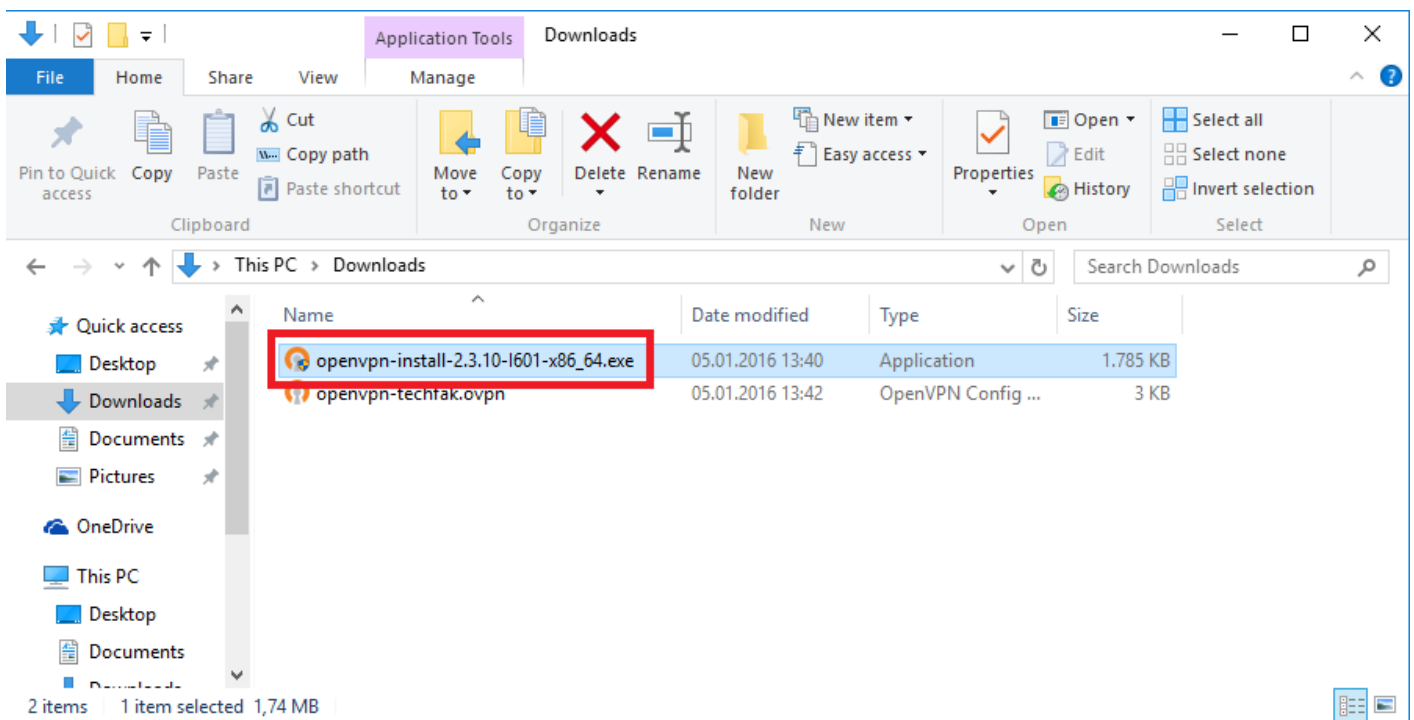 Application Tools Downloads
File Home Share View Manage
Pin to Quick access
Copy
Paste
Cut
Copy path
Paste shortcut
Clipboard
Move to
Copy to
Delete
Rename
Organize
New folder
New item
Easy access
New
Properties
Open
Edit
History
Open
Select all
Select none
Invert selection
Select
This PC > Downloads
Search Downloads
Quick access
Desktop
Downloads
Documents
Pictures
OneDrive
This PC
Desktop
Documents
Downloads
Name Date modified Type Size
openvpn-install-2.3.10-I601-x86_64.exe 05.01.2016 13:40 Application 1.785 KB
openvpn-techfak.ovpn 05.01.2016 13:42 OpenVPN Config ... 3 KB
2 items 1 item selected 1,74 MB